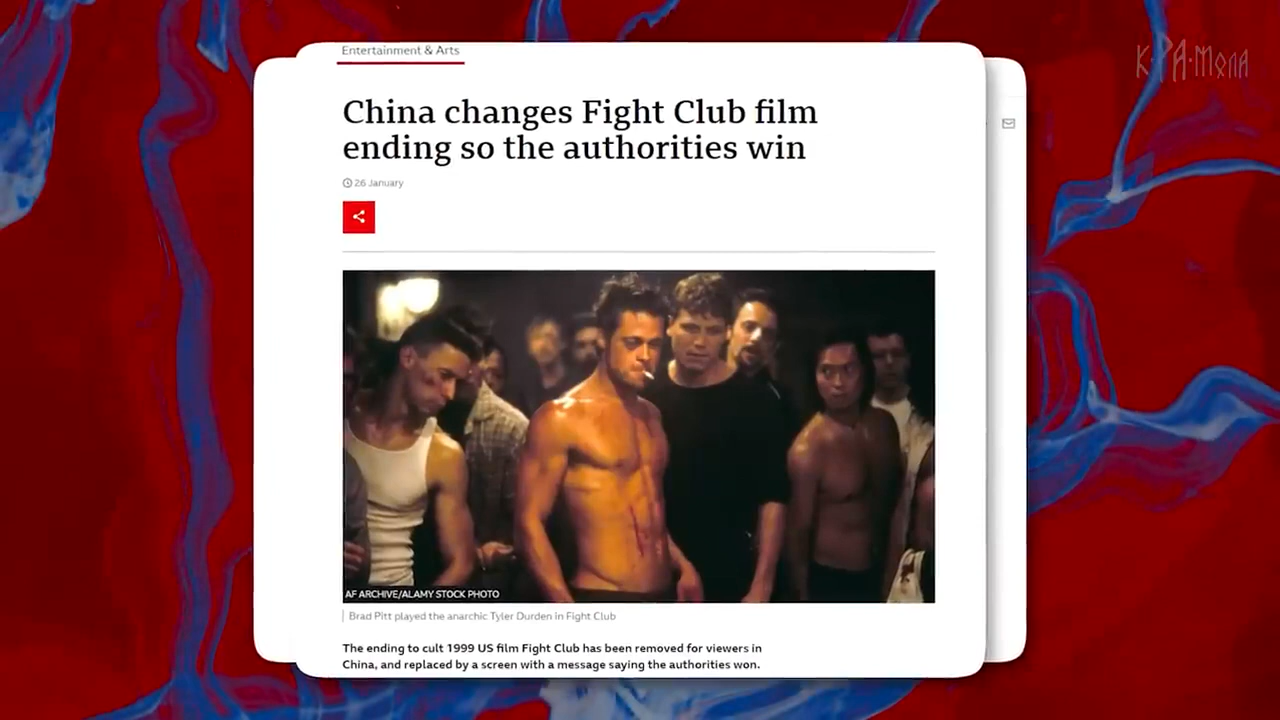 Entertainment & Arts
К·РА·Мола
China changes Fight Club film
ending so the authorities win
26 January
AF ARCHIVE/ALAMY STOCK PHOTO
Brad Pitt played the anarchic Tyler Durden in Fight Club
The ending to cult 1999 US film Fight Club has been removed for viewers in
China, and replaced by a screen with a message saying the authorities won.